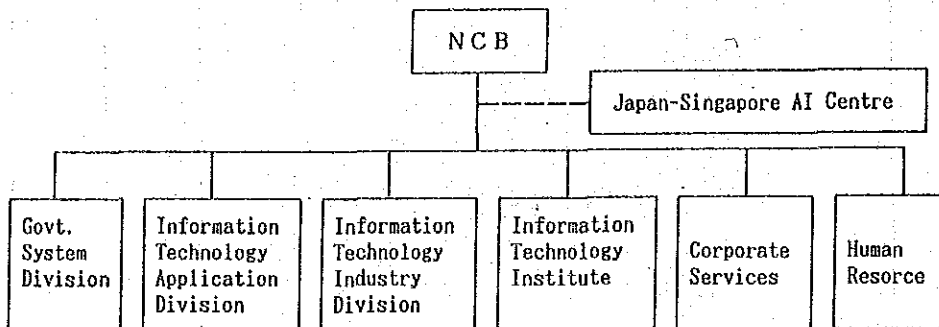 NCB
Japan-Singapore AI Centre
Govt.
System
Division
Information
Technology
Application
Division
Information
Technology
Industry
Division
Information
Technology
Institute
Corporate
Services
Human
Resorce